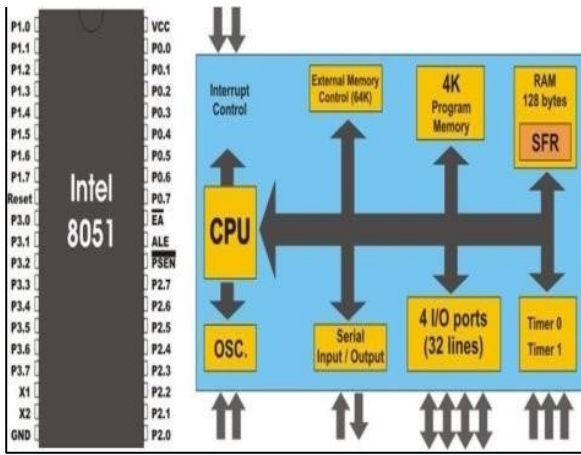 P1.0
P1.1
P1.2
P1.3
P1.4
P1.5
P1.6
P1.7
Reset
P3.0
P3.1
P3.2
P3.3
P3.4
P3.5
P3.6
P3.7
X1
X2
GND
Intel
8051
VCC
P0.0
P0.1
P0.2
P0.3
P0.4
P0.5
P0.6
P0.7
EA
ALE
PSEN
P2.7
P2.6
P2.5
P2.4
P2.3
P2.2
P2.1
P2.0
Interrupt
Control
External Memory
Control (64K)
4K
Program
Memory
RAM
128 bytes
SFR
CPU
OSC.
Serial
Input / Output
4 I/O ports
(32 lines)
Timer 0
Timer 1